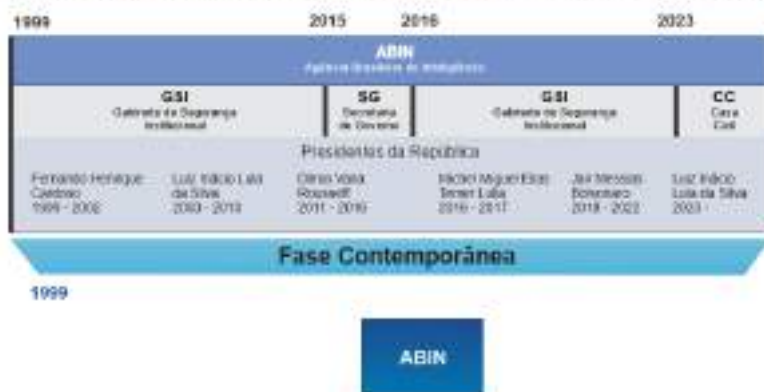 1999 2015 2016 2023
ABIN
Agência Brasileira de Inteligência
GSI SG GSI CC
Gabinete de Segurança Secretaria Gabinete de Segurança Casa
Institucional de Governo Institucional Civil
Presidentes da República
Fernando Henrique Luiz Inácio Lula Dilma Vana Michel Miguel Elias Jair Messias Luiz Inácio
Cardoso da Silva Rousseff Temer Lulia Bolsonaro Lula da Silva
2003 - 2010 2011 - 2016 2016 - 2017 2019 - 2022 2023 -
Fase Contemporânea
1999
ABIN